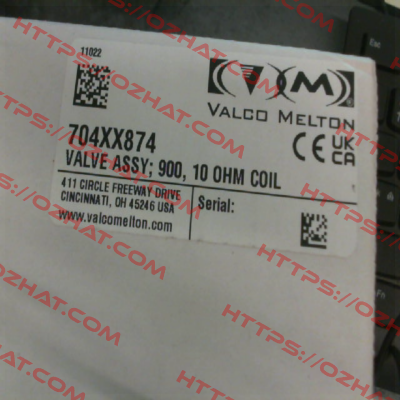 11022
VALCO MELTON
704XX874
VALVE ASSY; 900, 10 OHM COIL
CE UK CA
411 CIRCLE FREEWAY DRIVE
CINCINNATI, OH 45246 USA
www.valcomelton.com
Serial:
Esc
HTTPS://OZHAT.COM
HTTPS://OZHAT.COM
HTTPS://OZHAT.COM
HTTPS://OZHAT.COM
HTTPS://OZHAT.COM